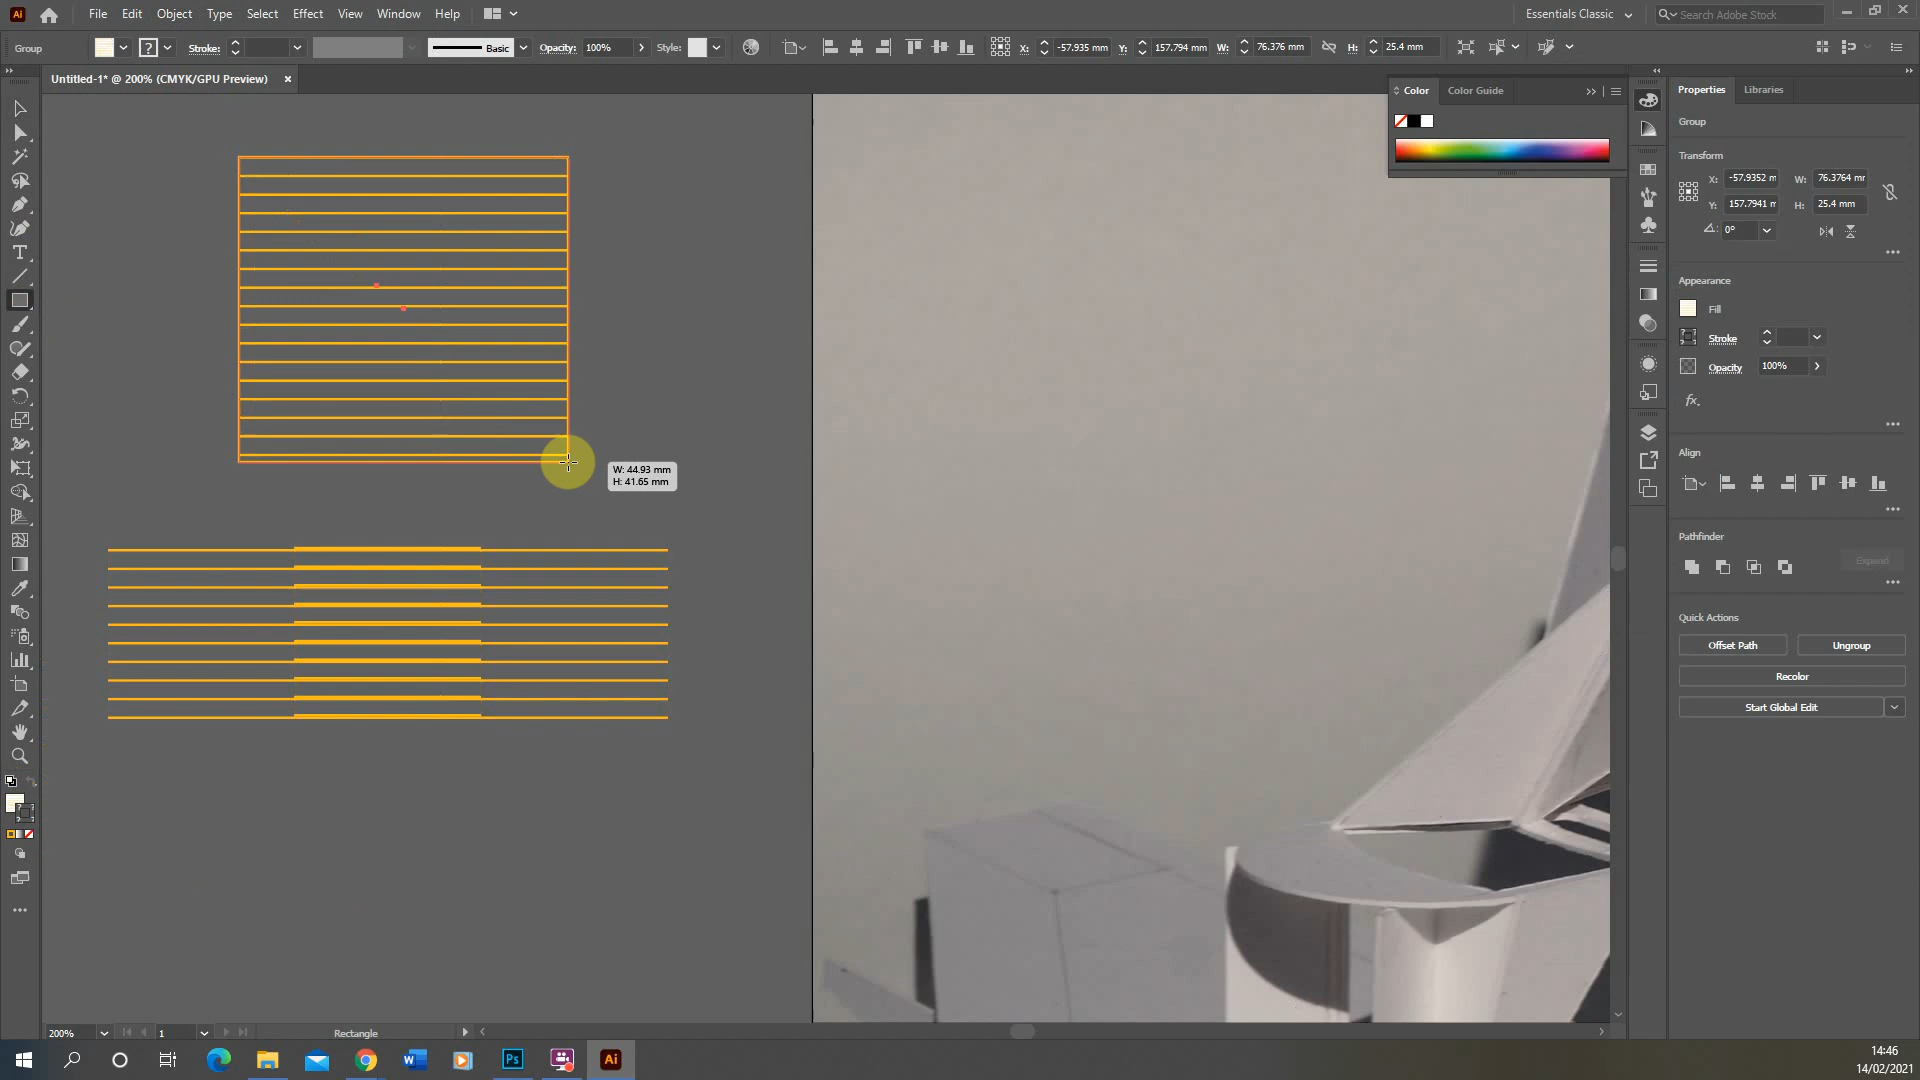 Ai File Edit Object Type Select Effect View Window Help Essentials Classic Search Adobe Stock
Group ? Stroke: Basic Opacity: 100% Style: X: -57.935 mm Y: 157.794 mm W: 76.376 mm H: 25.4 mm
Untitled-1* @ 200% (CMYK/GPU Preview)
Color Color Guide
Properties Libraries
Group
Transform
X: -57.9352 m W: 76.3764 mr
Y: 157.7941 m H: 25.4 mm
0°
Appearance
Fill
Stroke
Opacity 100%
fx.
Align
W: 44.93 mm
H: 41.65 mm
Pathfinder
Expand
Quick Actions
Offset Path Ungroup
Recolor
Start Global Edit
200% 1 Rectangle
Ps Ai
14:46
14/02/2021